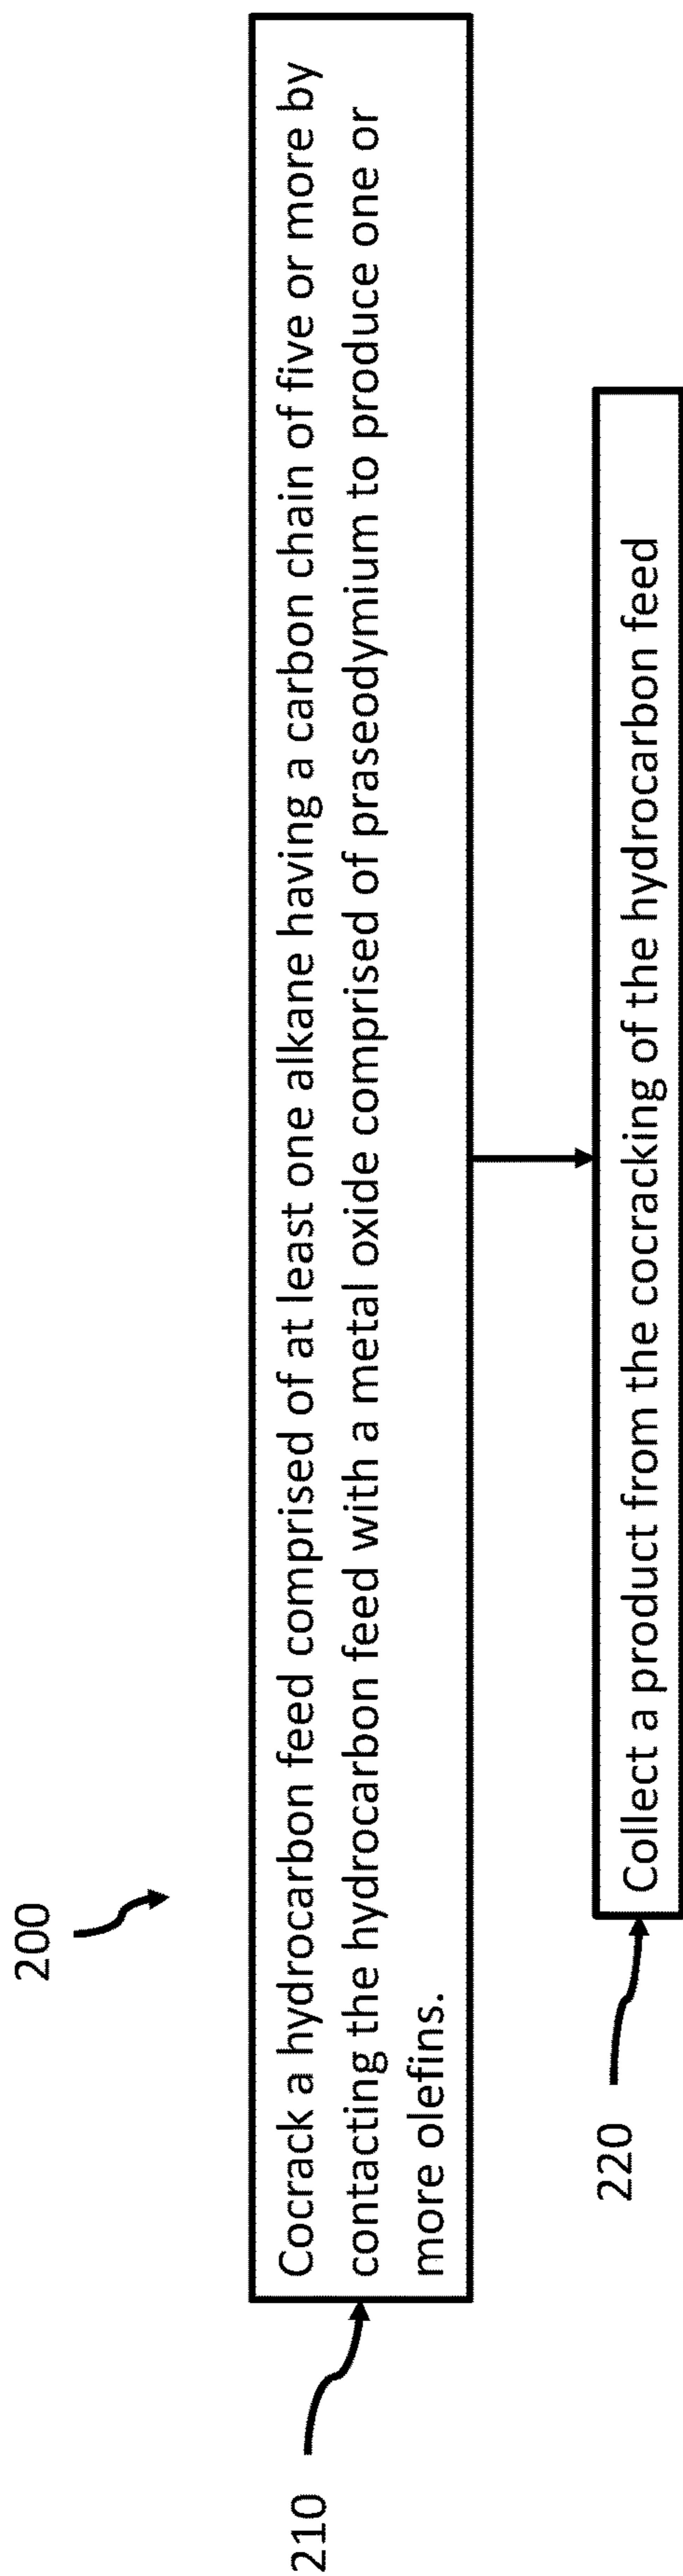 200
210
Cocrack a hydrocarbon feed comprised of at least one alkane having a carbon chain of five or more by
contacting the hydrocarbon feed with a metal oxide comprised of praseodymium to produce one or
more olefins.
220
Collect a product from the cocracking of the hydrocarbon feed